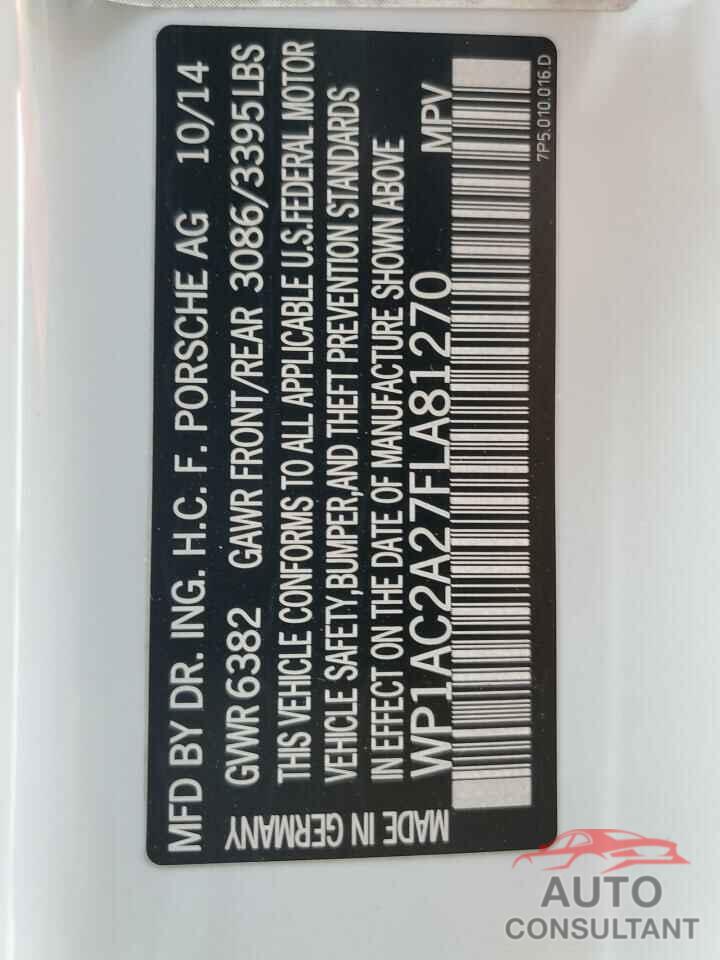 MFD BY DR. ING. H.C. F. PORSCHE AG 10/14
GVWR 6382 GAWR FRONT/REAR 3086/3395 LBS
THIS VEHICLE CONFORMS TO ALL APPLICABLE U.S. FEDERAL MOTOR
VEHICLE SAFETY, BUMPER, AND THEFT PREVENTION STANDARDS
IN EFFECT ON THE DATE OF MANUFACTURE SHOWN ABOVE
MADE IN GERMANY WP1AC2A27FLA81270 MPV
7P5.010.016.D
AUTO
CONSULTANT